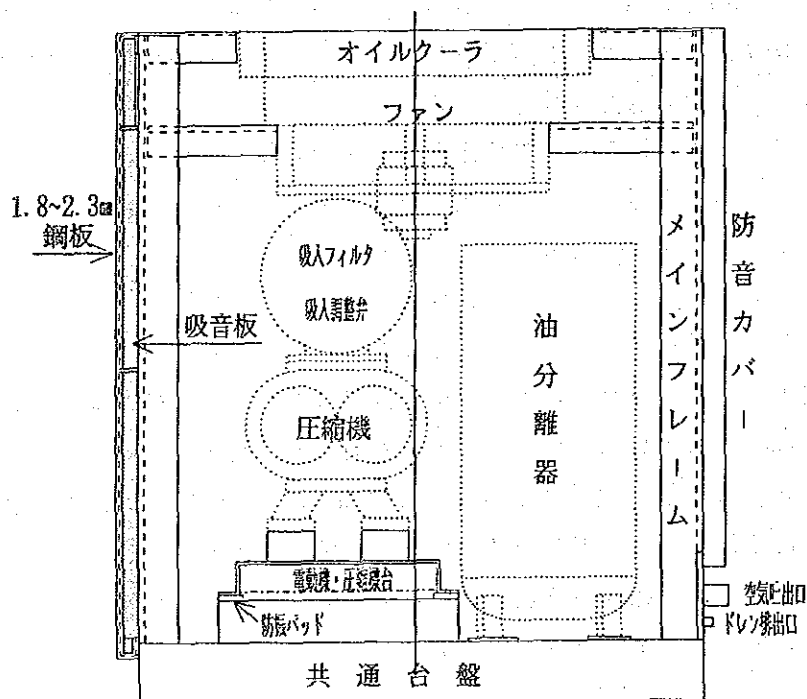 オイルクーラ
ファン
1.8~2.3㎜
鋼板
吸音板
吸入フィルタ
吸入調整弁
圧縮機
油分離器
メインフレーム
防音カバー
電動機・圧縮機台
防振パッド
空気吐出口
ドレン排出口
共通台盤